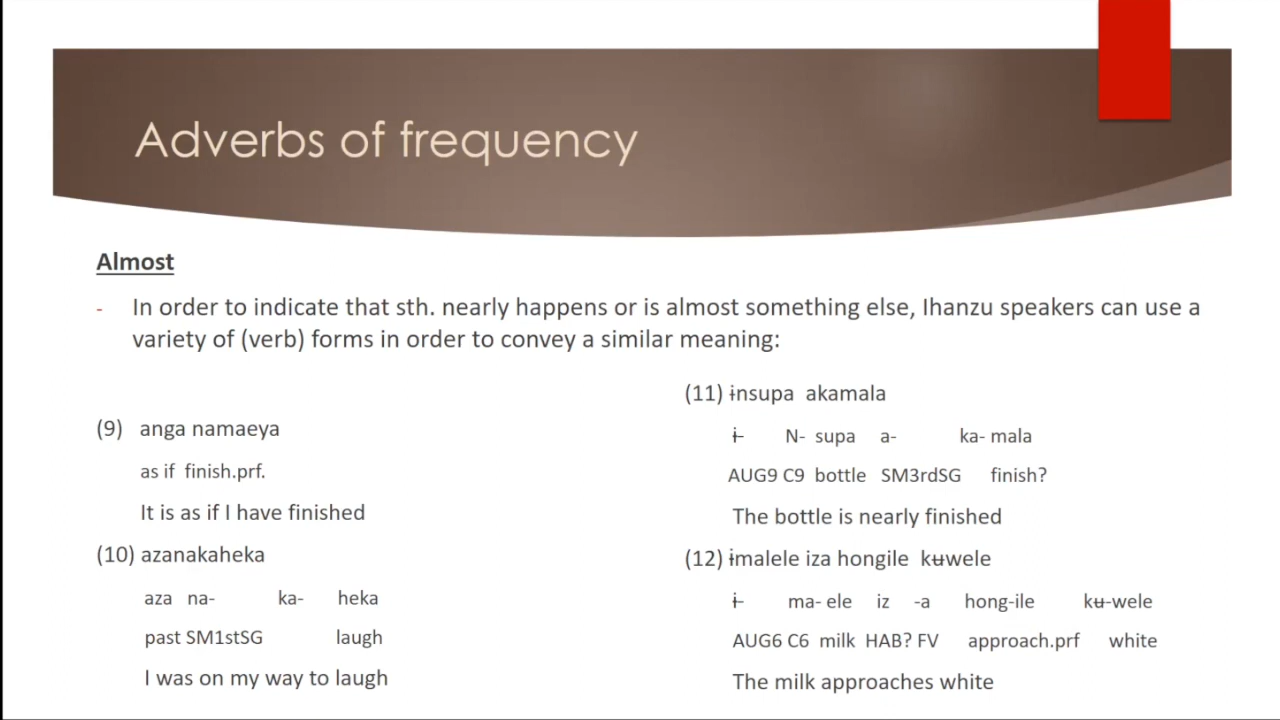 Adverbs of frequency
Almost
- In order to indicate that sth. nearly happens or is almost something else, Ihanzu speakers can use a
variety of (verb) forms in order to convey a similar meaning:
(9) anga namaeya
as if finish.prf.
It is as if I have finished
(10) azanakaheka
aza na- ka- heka
past SM1stSG laugh
I was on my way to laugh
(11) ɨnsupa akamala
ɨ- N- supa a- ka- mala
AUG9 C9 bottle SM3rdSG finish?
The bottle is nearly finished
(12) ɨmalele iza hongile kʉwele
ɨ- ma- ele iz -a hong-ile kʉ-wele
AUG6 C6 milk HAB? FV approach.prf white
The milk approaches white